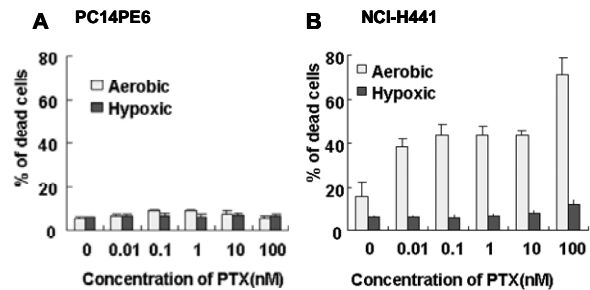 A PC14PE6
% of dead cells
80
60
40
20
0
Aerobic
Hypoxic
0 0.01 0.1 1 10 100
Concentration of PTX(nM)
B NCI-H441
% of dead cells
80
60
40
20
0
Aerobic
Hypoxic
0 0.01 0.1 1 10 100
Concentration of PTX(nM)